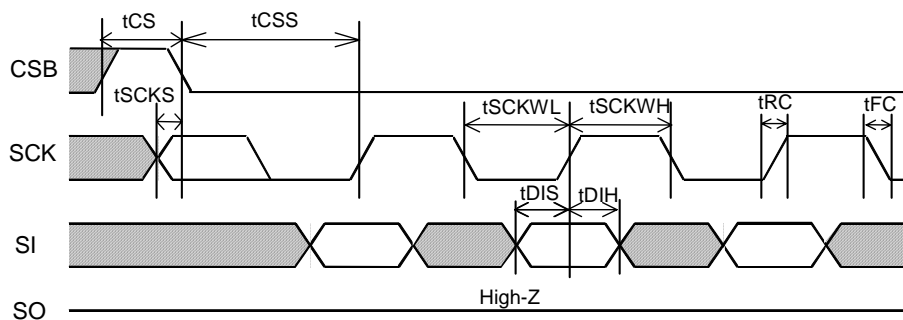 tCS
tCSS
CSB
tSCKS
tSCKWL
tSCKWH
tRC
tFC
SCK
tDIS
tDIH
SI
High-Z
SO